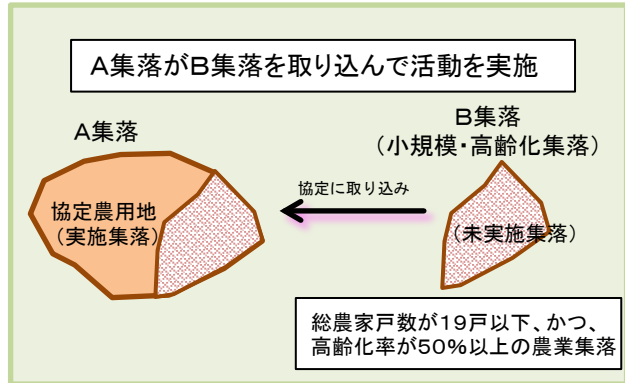 A集落がB集落を取り込んで活動を実施
A集落
B集落
(小規模・高齢化集落)
協定に取り込み
協定農用地
(実施集落)
(未実施集落)
総農家戸数が19戸以下、かつ、
高齢化率が50%以上の農業集落